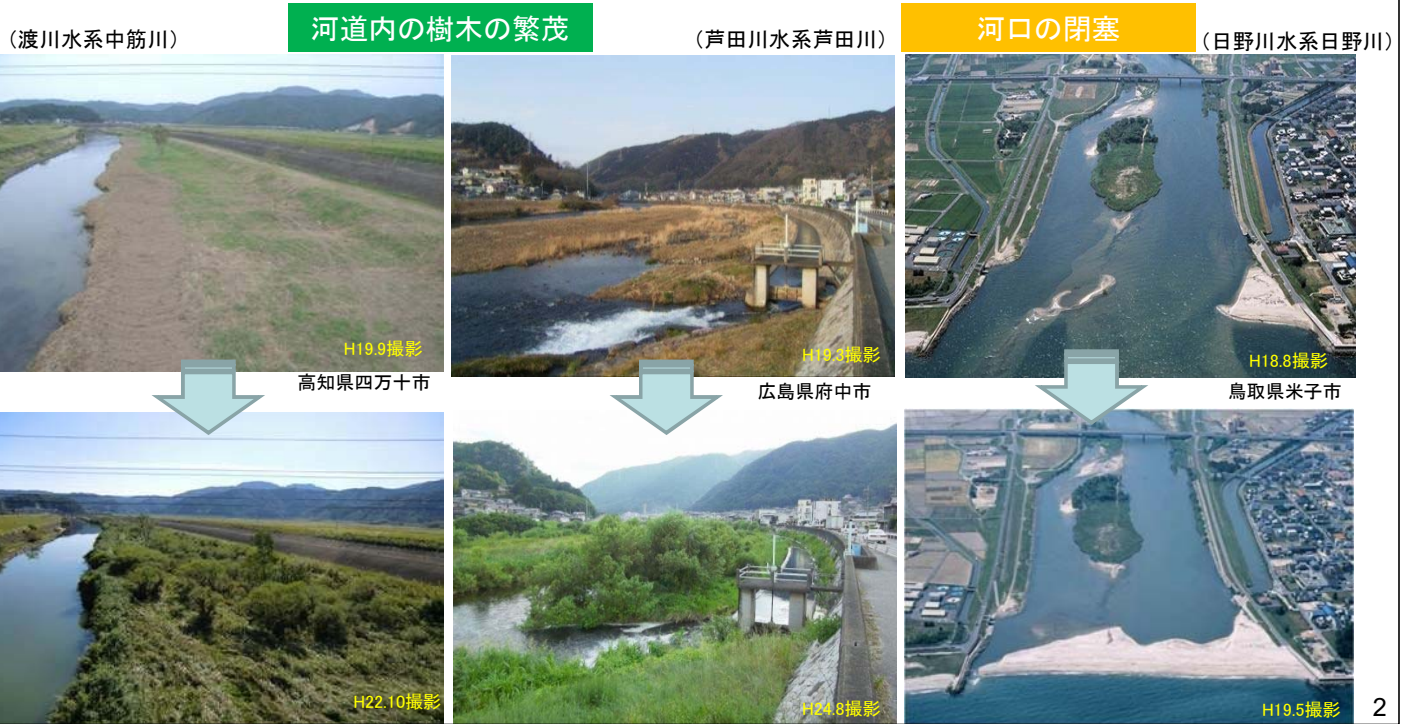 （渡川水系中筋川）
河道内の樹木の繁茂
（芦田川水系芦田川）
河口の閉塞
（日野川水系日野川）
H19.9撮影
高知県四万十市
H19.3撮影
広島県府中市
H18.8撮影
鳥取県米子市
H22.10撮影
H24.8撮影
H19.5撮影
2